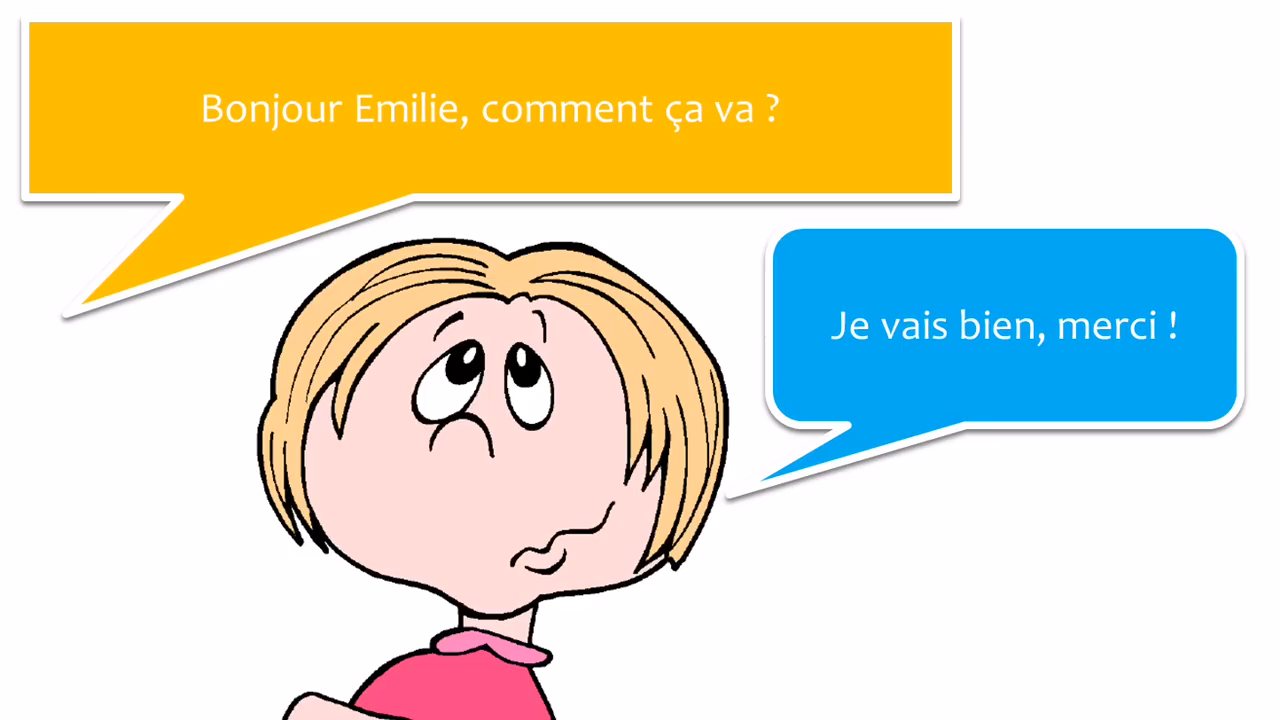 Bonjour Emilie, comment ça va ?
Je vais bien, merci !